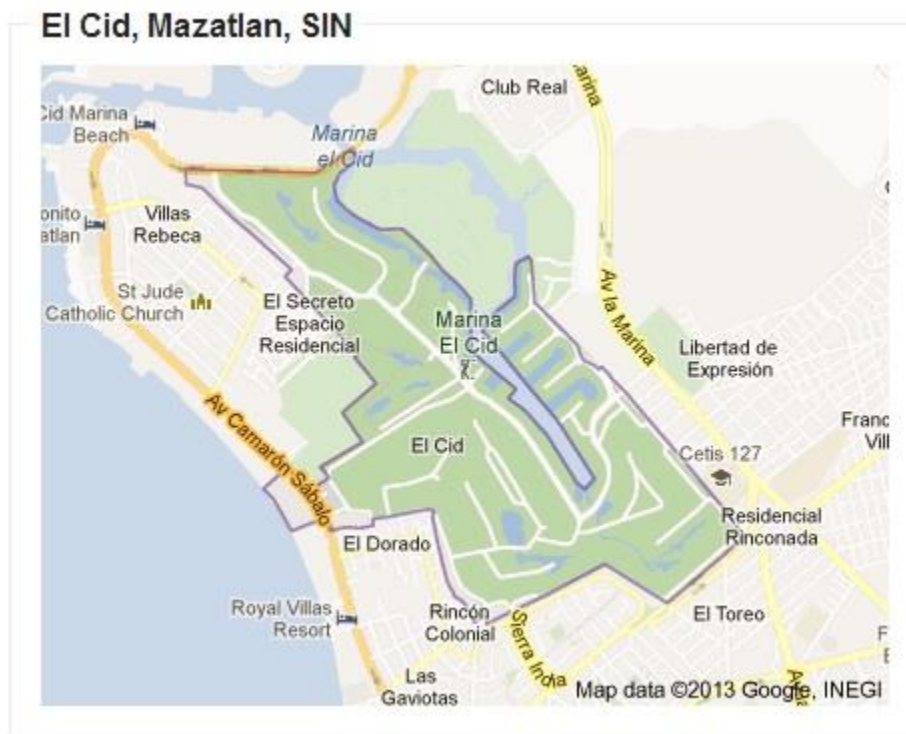 El Cid, Mazatlan, SIN
Club Real
Marina
Cid Marina
Beach
Marina
el Cid
Villas
Rebeca
St Jude
Catholic Church
El Secreto
Espacio
Residencial
Marina
El Cid
Av la Marina
Libertad de
Expresión
Av Camarón Sábalo
El Cid
Cetis 127
Residencial
Rinconada
El Dorado
Royal Villas
Resort
Rincón
Colonial
Sierra India
El Toreo
Las
Gaviotas
Map data ©2013 Google, INEGI